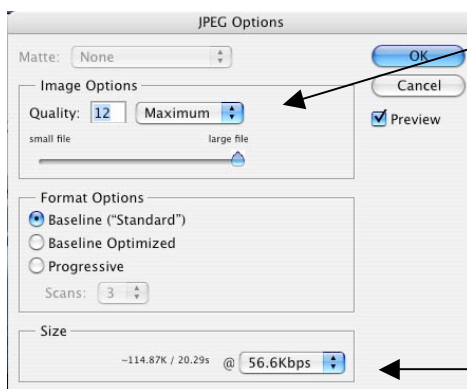 JPEG Options
Matte: None
OK
Image Options
Cancel
Quality: 12 Maximum
Preview
small file large file
Format Options
Baseline (“Standard”)
Baseline Optimized
Progressive
Scans: 3
Size
~114.87K / 20.29s @ 56.6Kbps